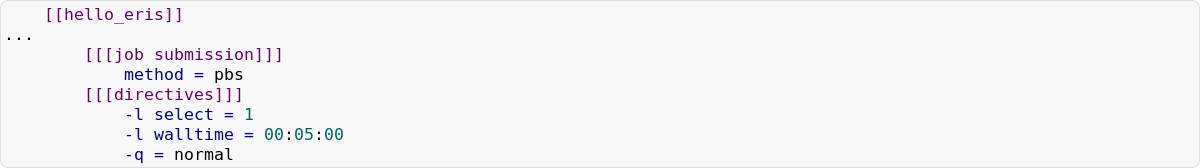 [[hello_eris]]
...
        [[[job submission]]]
            method = pbs
        [[[directives]]]
            -l select = 1
            -l walltime = 00:05:00
            -q = normal